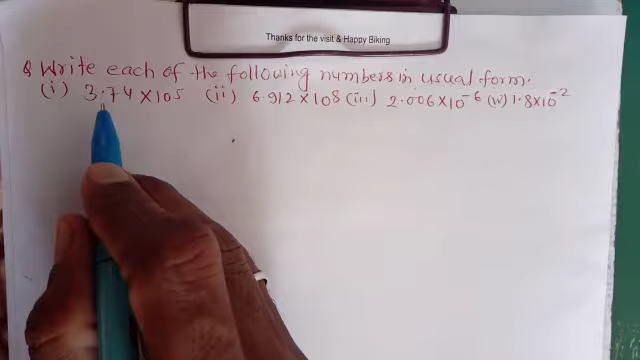 Thanks for the visit & Happy Biking
Q Write each of the following numbers in usual form.
(i) 3.74 × 10⁵ (ii) 6.912 × 10⁸ (iii) 2.006 × 10⁻⁶ (iv) 1.8 × 10⁻²